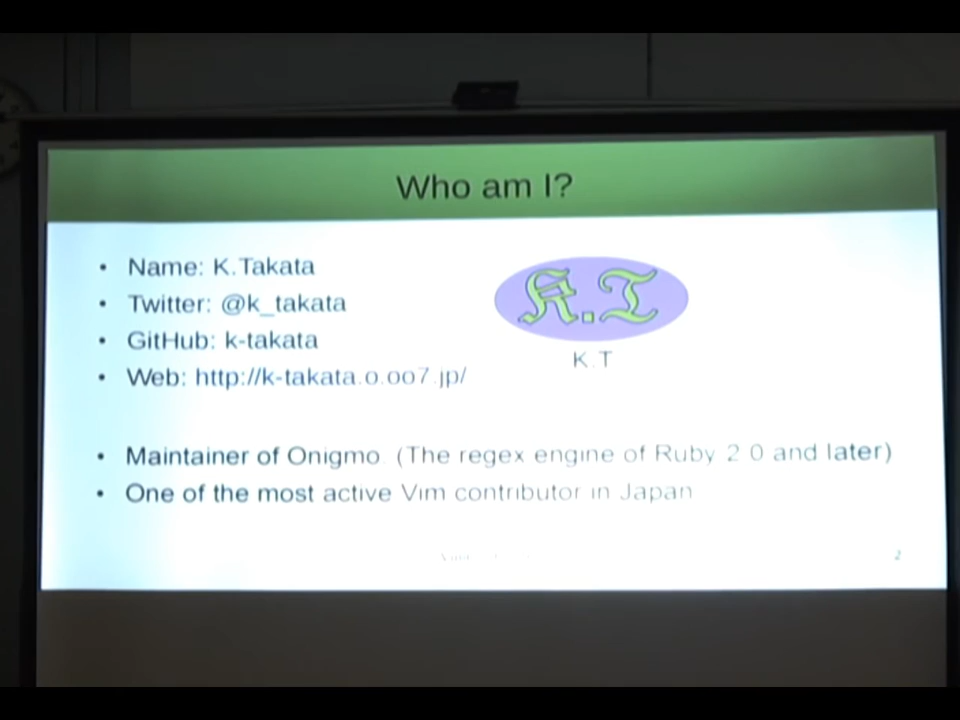 Who am I?
• Name: K.Takata
• Twitter: @k_takata
• GitHub: k-takata
• Web: http://k-takata.o.oo7.jp/
K.T
K.T
• Maintainer of Onigmo (The regex engine of Ruby 2.0 and later)
• One of the most active Vim contributor in Japan
2